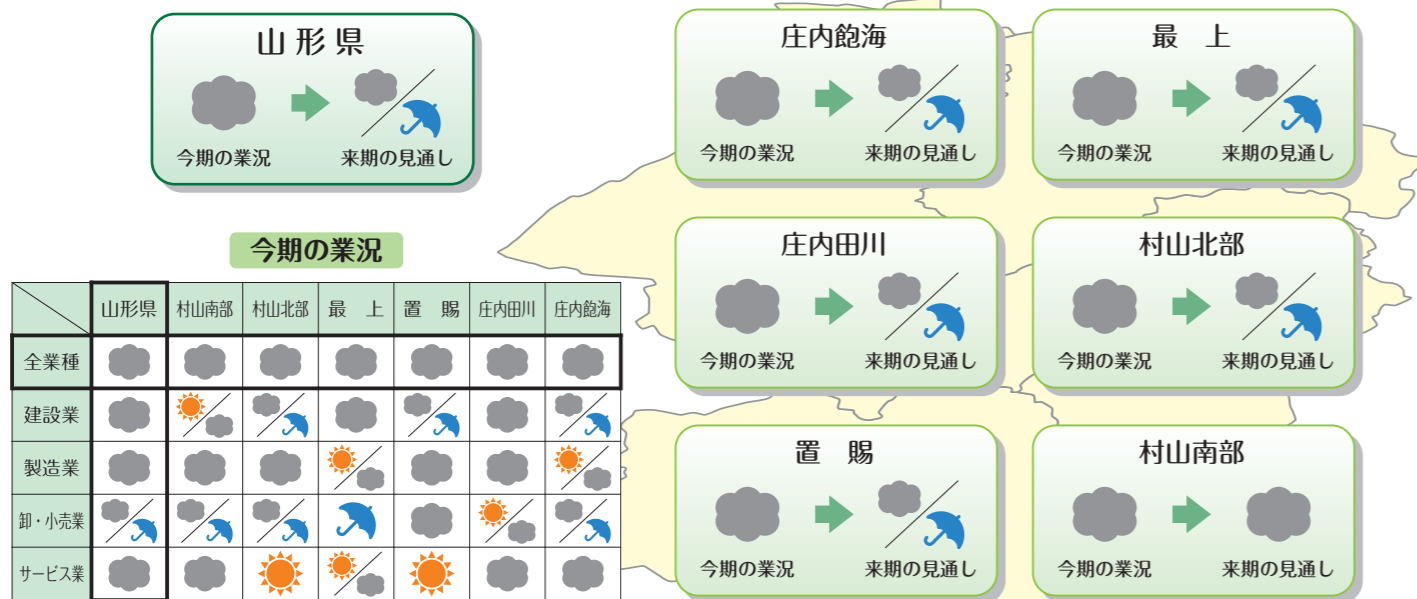 山形県
今期の業況 来期の見通し
庄内飽海
今期の業況 来期の見通し
最 上
今期の業況 来期の見通し
庄内田川
今期の業況 来期の見通し
村山北部
今期の業況 来期の見通し
置 賜
今期の業況 来期の見通し
村山南部
今期の業況 来期の見通し
今期の業況
山形県 村山南部 村山北部 最 上 置 賜 庄内田川 庄内飽海
全業種
建設業
製造業
卸・小売業
サービス業